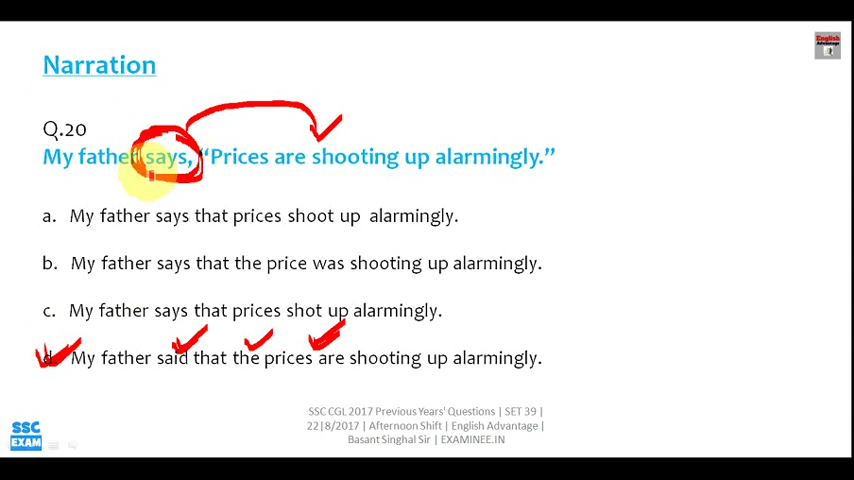 English
Advantage
Narration
Q.20
My father says, “Prices are shooting up alarmingly.”
a. My father says that prices shoot up alarmingly.
b. My father says that the price was shooting up alarmingly.
c. My father says that prices shot up alarmingly.
d. My father said that the prices are shooting up alarmingly.
SSC CGL 2017 Previous Years' Questions | SET 39 |
22|8/2017 | Afternoon Shift | English Advantage |
Basant Singhal Sir | EXAMINEE.IN
SSC
EXAM